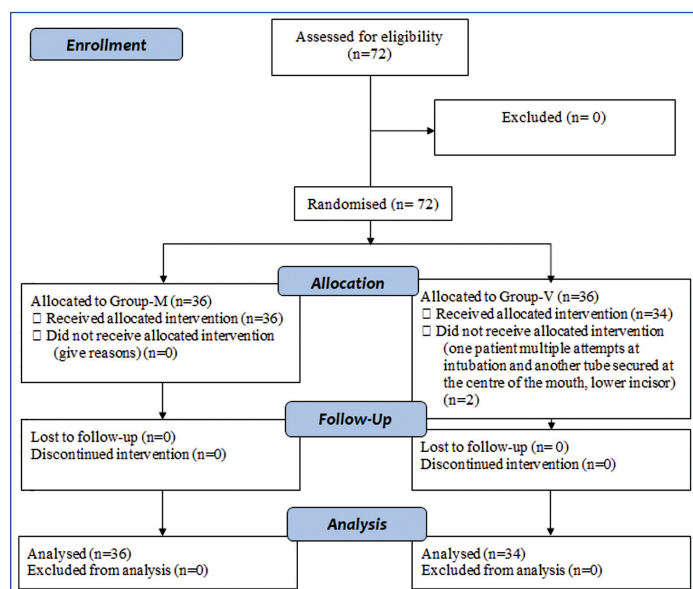 Enrollment
Assessed for eligibility
(n=72)
Excluded (n= 0)
Randomised (n= 72)
Allocation
Allocated to Group-M (n=36)
☐ Received allocated intervention (n=36)
☐ Did not receive allocated intervention
(give reasons) (n=0)
Allocated to Group-V (n=36)
☐ Received allocated intervention (n=34)
☐ Did not receive allocated intervention
(one patient multiple attempts at
intubation and another tube secured at
the centre of the mouth, lower incisor)
(n=2)
Follow-Up
Lost to follow-up (n=0)
Discontinued intervention (n=0)
Lost to follow-up (n= 0)
Discontinued intervention (n=0)
Analysis
Analysed (n=36)
Excluded from analysis (n=0)
Analysed (n=34)
Excluded from analysis (n=0)